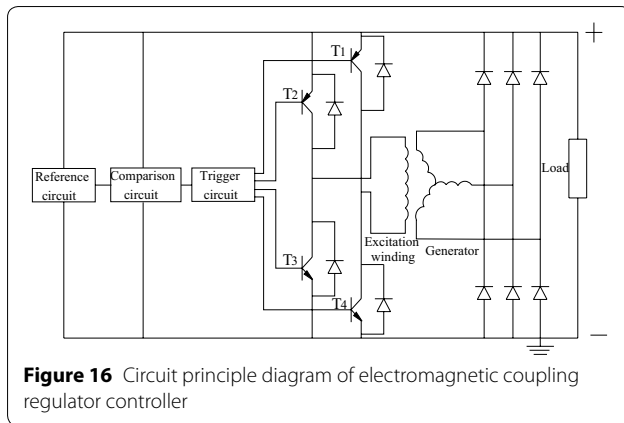 T1
+
T2
Reference
circuit
Comparison
circuit
Trigger
circuit
Load
Excitation
winding
Generator
T3
T4
—
Figure 16 Circuit principle diagram of electromagnetic coupling
regulator controller